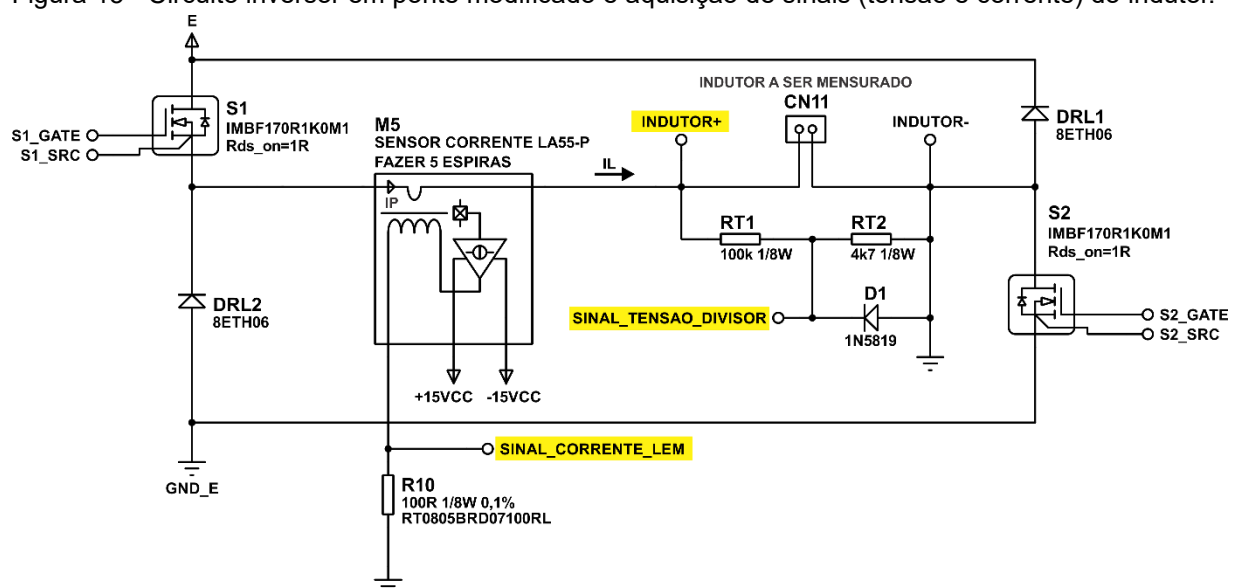 Figura - Circuito inversor em ponte modificado e aquisição de sinais (tensão e corrente) do indutor.
E
S1
IMBF170R1K0M1
Rds_on=1R
S1_GATE
S1_SRC
M5
SENSOR CORRENTE LA55-P
FAZER 5 ESPIRAS
IP
IL
INDUTOR A SER MENSURADO
CN11
INDUTOR+
INDUTOR-
DRL1
8ETH06
RT1
100k 1/8W
RT2
4k7 1/8W
S2
IMBF170R1K0M1
Rds_on=1R
S2_GATE
S2_SRC
D1
1N5819
SINAL_TENSAO_DIVISOR
DRL2
8ETH06
+15VCC
-15VCC
SINAL_CORRENTE_LEM
GND_E
R10
100R 1/8W 0,1%
RT0805BRD07100RL